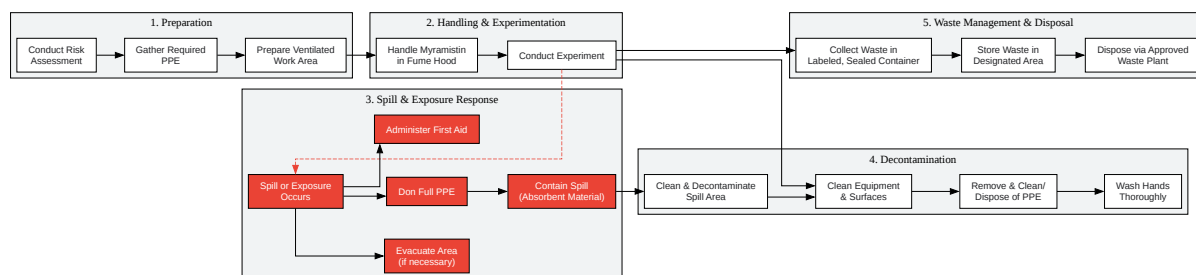 1. Preparation
Conduct Risk
Assessment
Gather Required
PPE
Prepare Ventilated
Work Area
2. Handling & Experimentation
Handle Myramistin
in Fume Hood
Conduct Experiment
5. Waste Management & Disposal
Collect Waste in
Labeled, Sealed Container
Store Waste in
Designated Area
Dispose via Approved
Waste Plant
3. Spill & Exposure Response
Administer First Aid
Spill or Exposure
Occurs
Don Full PPE
Contain Spill
(Absorbent Material)
Evacuate Area
(if necessary)
4. Decontamination
Clean & Decontaminate
Spill Area
Clean Equipment
& Surfaces
Remove & Clean/
Dispose of PPE
Wash Hands
Thoroughly